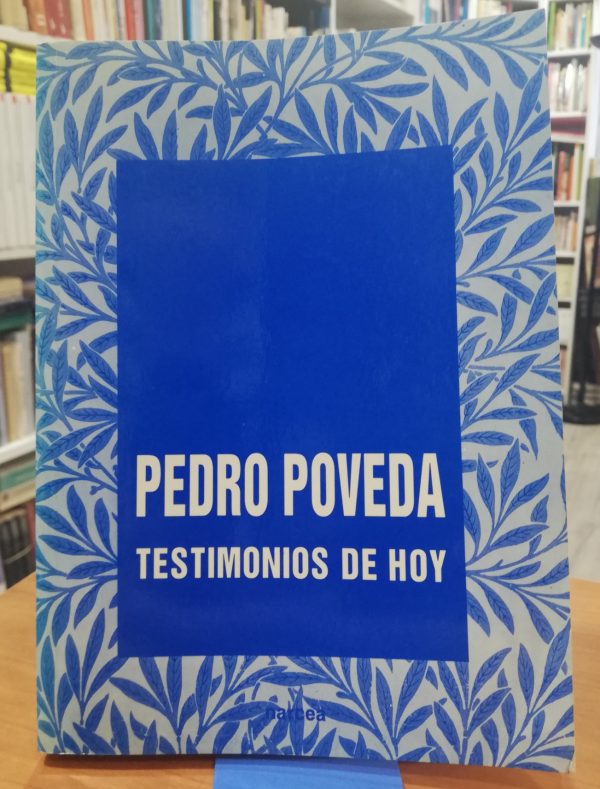 PEDRO POVEDA
TESTIMONIOS DE HOY
narcea